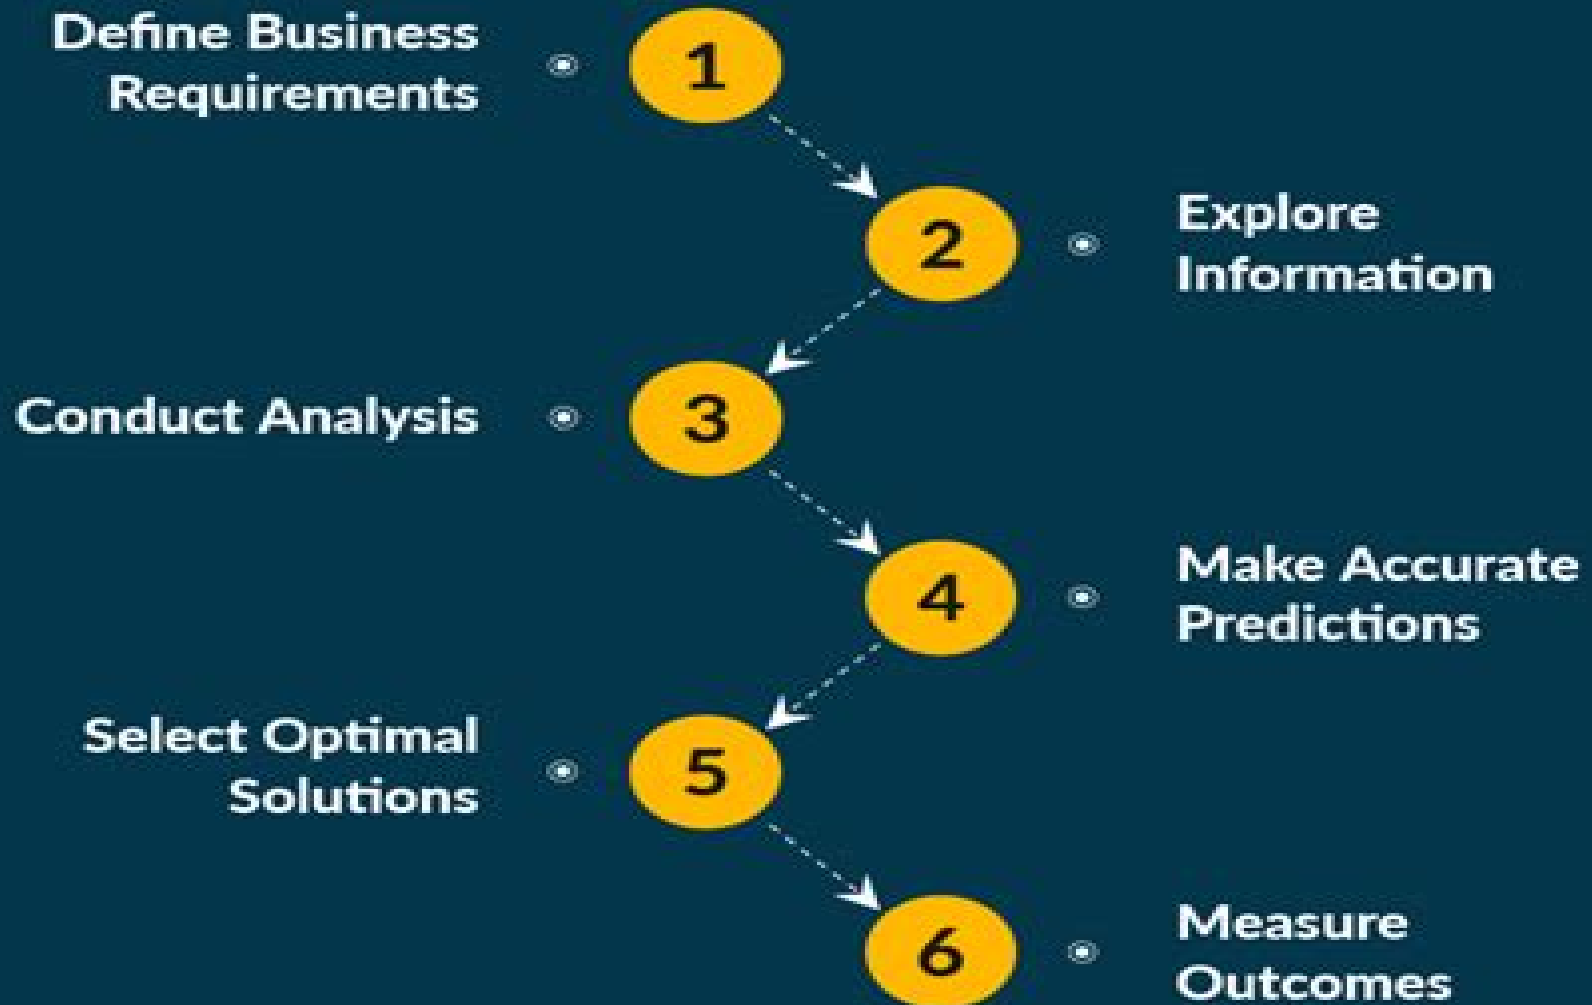 Define Business
Requirements
1
2
Explore
Information
Conduct Analysis
3
4
Make Accurate
Predictions
Select Optimal
Solutions
5
6
Measure
Outcomes